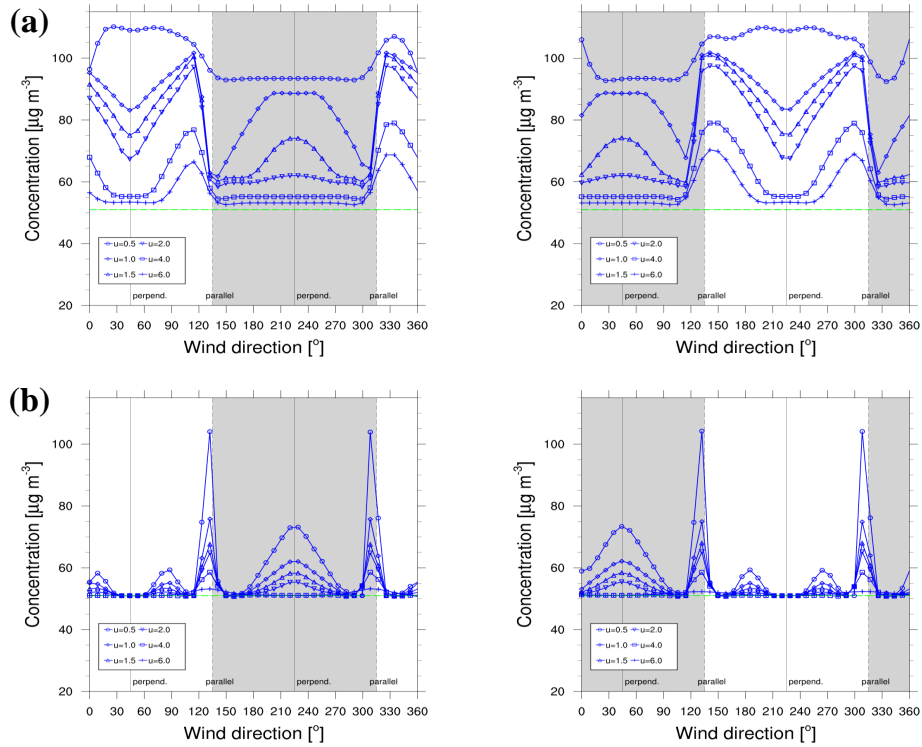 (a)
Concentration [µg m-3]
100
80
60
40
20
u=0.5 u=2.0
u=1.0 u=4.0
u=1.5 u=6.0
perpend. parallel perpend. parallel
0 30 60 90 120 150 180 210 240 270 300 330 360
Wind direction [o]
Concentration [µg m-3]
100
80
60
40
20
u=0.5 u=2.0
u=1.0 u=4.0
u=1.5 u=6.0
perpend. parallel perpend. parallel
0 30 60 90 120 150 180 210 240 270 300 330 360
Wind direction [o]
(b)
Concentration [µg m-3]
100
80
60
40
20
u=0.5 u=2.0
u=1.0 u=4.0
u=1.5 u=6.0
perpend. parallel perpend. parallel
0 30 60 90 120 150 180 210 240 270 300 330 360
Wind direction [o]
Concentration [µg m-3]
100
80
60
40
20
u=0.5 u=2.0
u=1.0 u=4.0
u=1.5 u=6.0
perpend. parallel perpend. parallel
0 30 60 90 120 150 180 210 240 270 300 330 360
Wind direction [o]